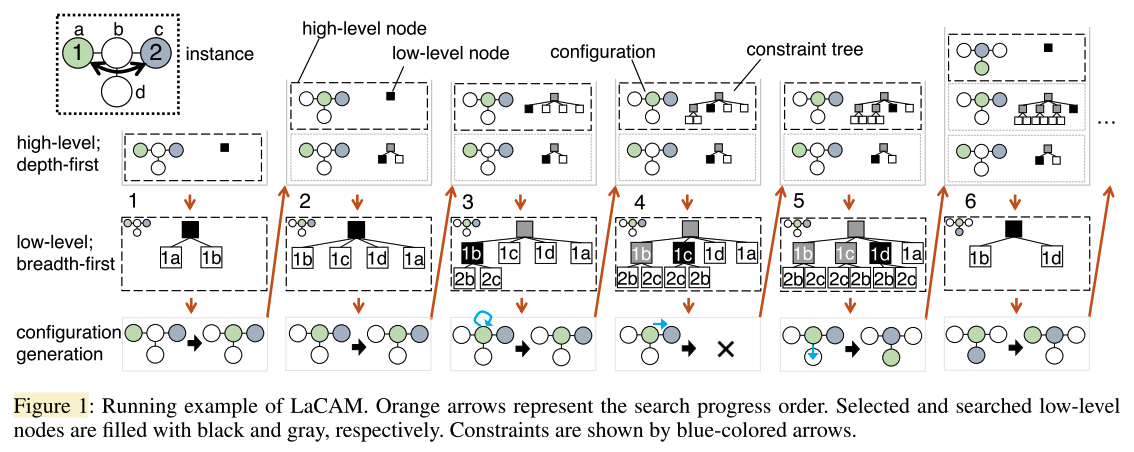 a b c
1 2 instance
d
high-level node
low-level node
configuration
constraint tree
high-level;
depth-first
...
1 2 3 4 5 6
low-level;
breadth-first
1a 1b
1b 1c 1d 1a
1b 1c 1d 1a
2b 2c
1b 1c 1d 1a
2b 2c 2c 2b
1b 1c 1d 1a
2b 2c 2c 2b 2b 2c
1b 1d
configuration
generation
Figure 1: Running example of LaCAM. Orange arrows represent the search progress order. Selected and searched low-level
nodes are filled with black and gray, respectively. Constraints are shown by blue-colored arrows.